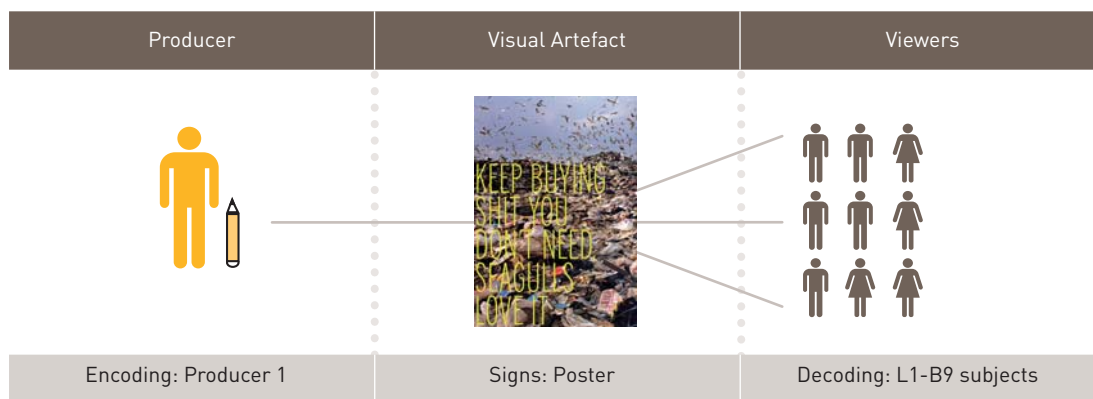 Producer
Visual Artefact
Viewers
KEEP BUYING
SHIT YOU
DON'T NEED
SEAGULLS
LOVE IT
Encoding: Producer 1
Signs: Poster
Decoding: L1-B9 subjects